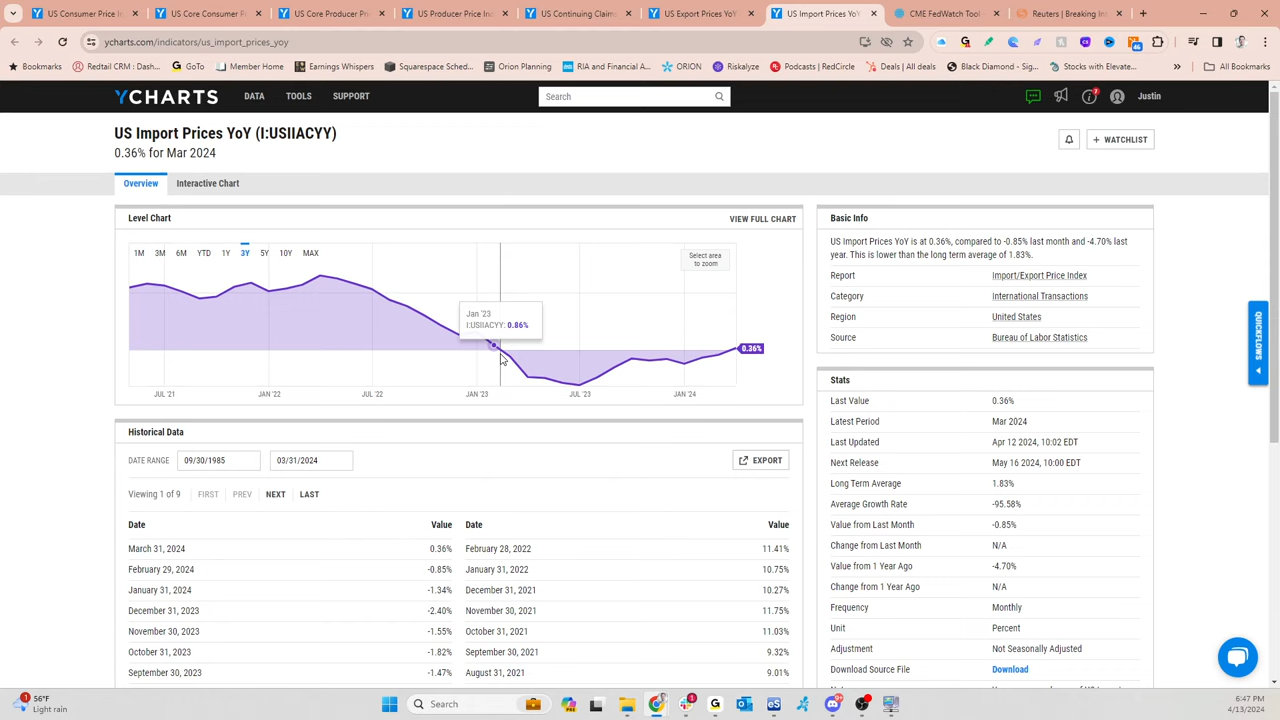 US Consumer Price In
US Core Consumer P
US Core Producer Pric
US Producer Price Ind
US Continuing Claim
US Export Prices YoY
US Import Prices YoY
CME FedWatch Tool
Reuters | Breaking In
ycharts.com/indicators/us_import_prices_yoy
Bookmarks
Redtail CRM : Dash...
GoTo
Member Home
Earnings Whispers
Squarespace Sched...
Orion Planning
RIA and Financial A...
ORION
Riskalyze
Podcasts | RedCircle
Deals | All deals
Black Diamond - Sig...
Stocks with Elevate...
»
All Bookmarks
YCHARTS
DATA
TOOLS
SUPPORT
Search
Justin
US Import Prices YoY (I:USIIACYY)
0.36% for Mar 2024
+ WATCHLIST
Overview
Interactive Chart
Level Chart
VIEW FULL CHART
1M 3M 6M YTD 1Y 3Y 5Y 10Y MAX
Select area
to zoom
Jan '23
I:USIIACYY: 0.86%
0.36%
JUL '21 JAN '22 JUL '22 JAN '23 JUL '23 JAN '24
Basic Info
US Import Prices YoY is at 0.36%, compared to -0.85% last month and -4.70% last
year. This is lower than the long term average of 1.83%.
Report Import/Export Price Index
Category International Transactions
Region United States
Source Bureau of Labor Statistics
QUICKFLOWS
Historical Data
DATE RANGE 09/30/1985 03/31/2024
EXPORT
Viewing 1 of 9 FIRST PREV NEXT LAST
Date Value Date Value
March 31, 2024 0.36% February 28, 2022 11.41%
February 29, 2024 -0.85% January 31, 2022 10.75%
January 31, 2024 -1.34% December 31, 2021 10.27%
December 31, 2023 -2.40% November 30, 2021 11.75%
November 30, 2023 -1.55% October 31, 2021 11.03%
October 31, 2023 -1.82% September 30, 2021 9.32%
September 30, 2023 -1.47% August 31, 2021 9.01%
Stats
Last Value 0.36%
Latest Period Mar 2024
Last Updated Apr 12 2024, 10:02 EDT
Next Release May 16 2024, 10:00 EDT
Long Term Average 1.83%
Average Growth Rate -95.58%
Value from Last Month -0.85%
Change from Last Month N/A
Value from 1 Year Ago -4.70%
Change from 1 Year Ago N/A
Frequency Monthly
Unit Percent
Adjustment Not Seasonally Adjusted
Download Source File Download
56°F
Light rain
Search
6:47 PM
4/13/2024